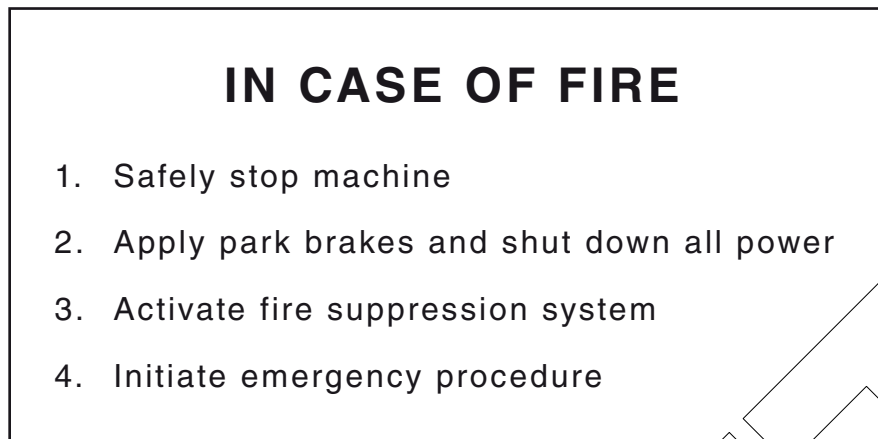 IN CASE OF FIRE
1. Safely stop machine
2. Apply park brakes and shut down all power
3. Activate fire suppression system
4. Initiate emergency procedure